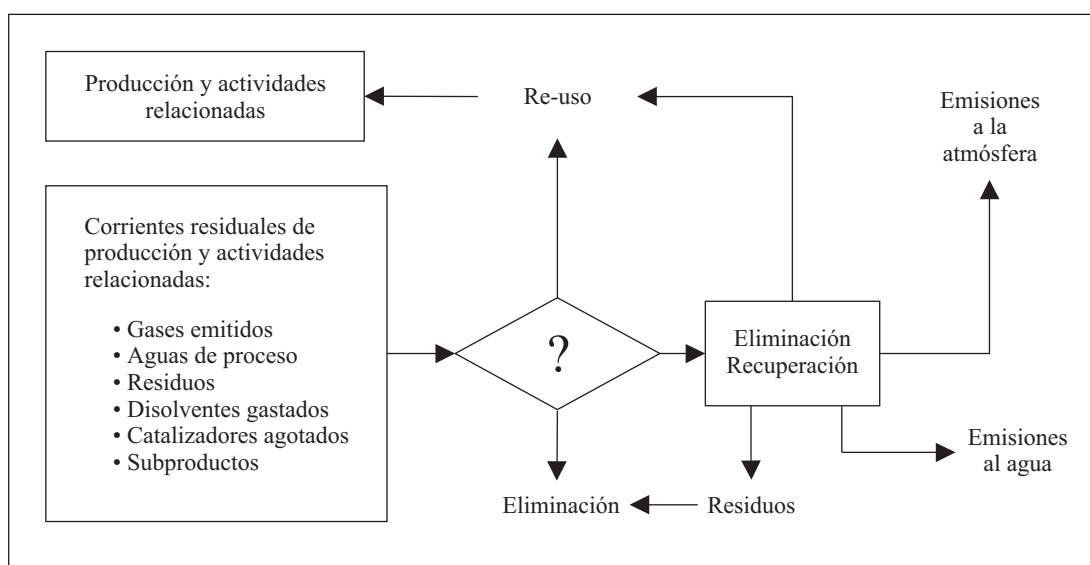 Producción y actividades
relacionadas
Re-uso
Emisiones
a la
atmósfera
Corrientes residuales de
producción y actividades
relacionadas:
• Gases emitidos
• Aguas de proceso
• Residuos
• Disolventes gastados
• Catalizadores agotados
• Subproductos
?
Eliminación
Recuperación
Emisiones
al agua
Eliminación
Residuos